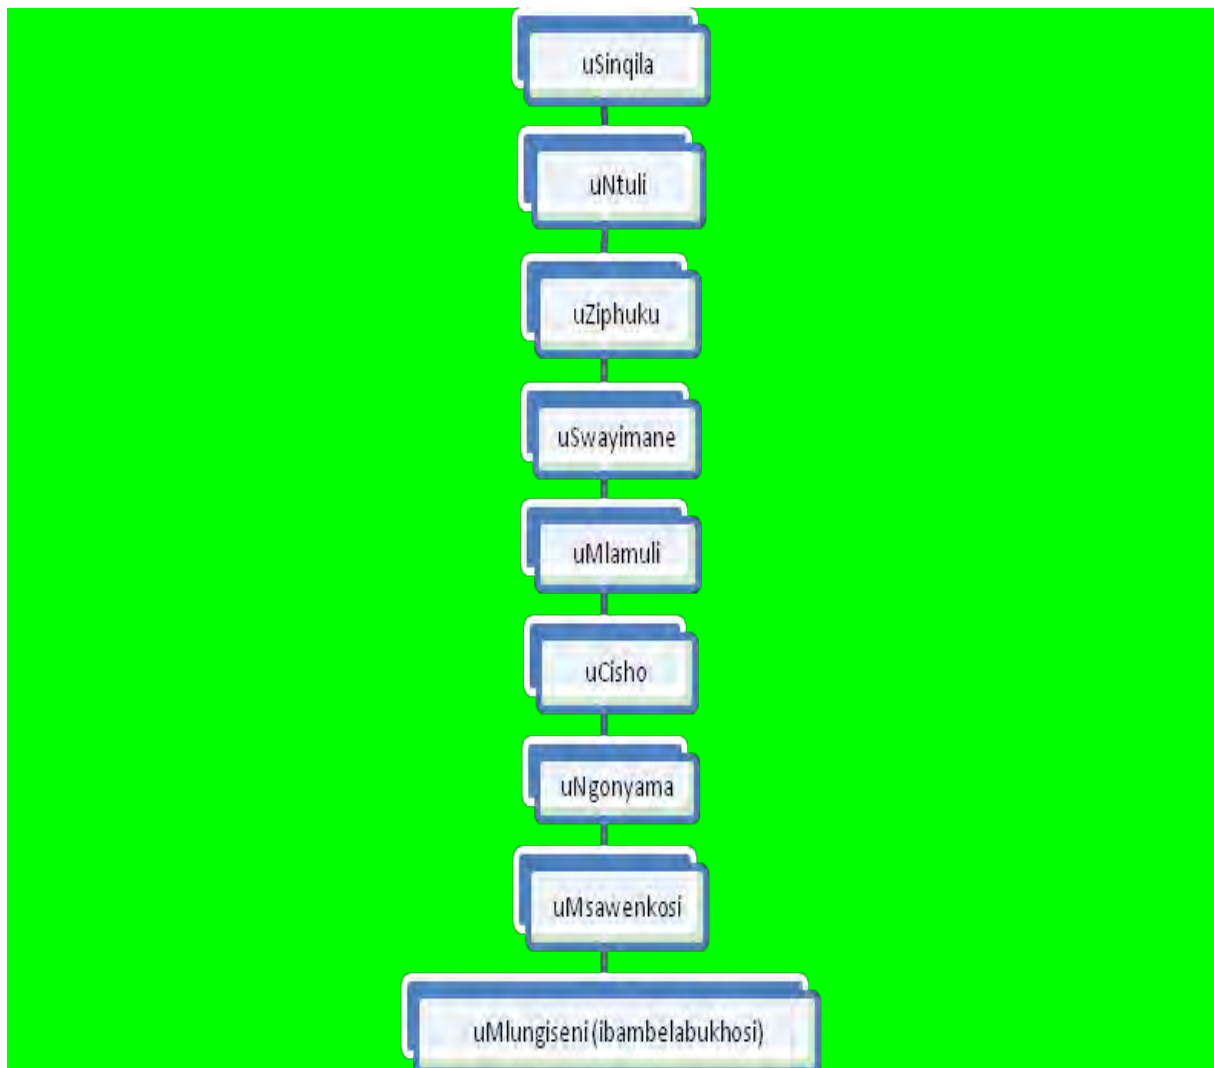 uSinqila
uNtuli
uZiphuku
uSwayimane
uMlamuli
uCisho
uNgonyama
uMsawenkosi
uMlungiseni (ibambelabukhosi)